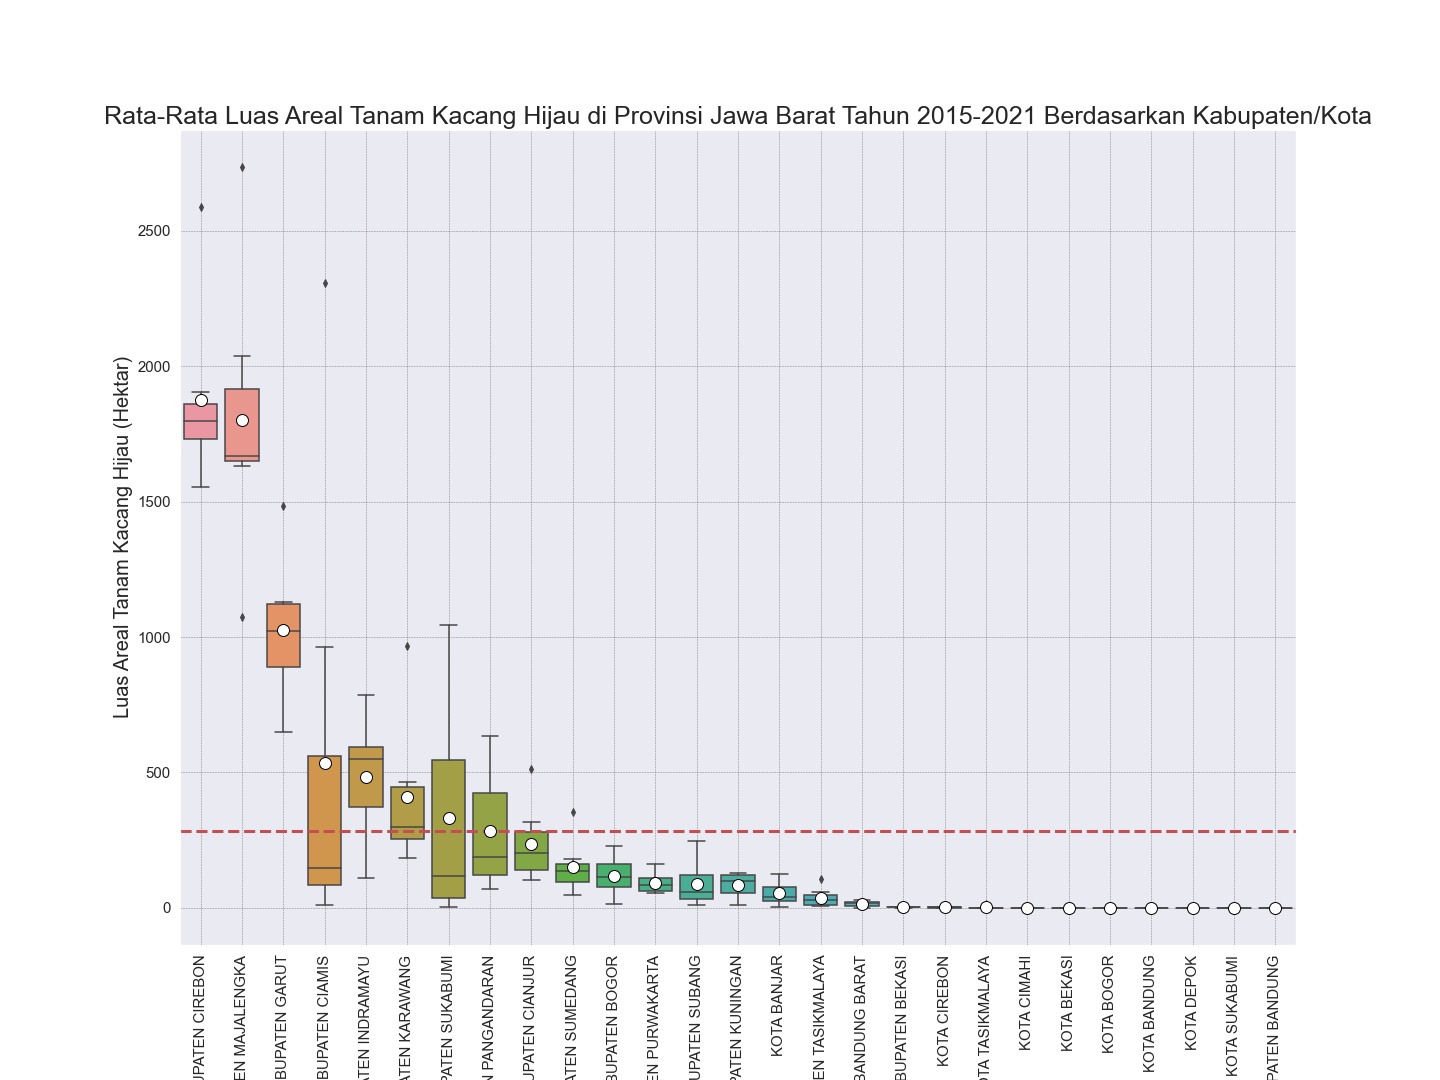 Rata-Rata Luas Areal Tanam Kacang Hijau di Provinsi Jawa Barat Tahun 2015-2021 Berdasarkan Kabupaten/Kota
Luas Areal Tanam Kacang Hijau (Hektar)
2500
2000
1500
1000
500
0
UPATEN CIREBON
EN MAJALENGKA
BUPATEN GARUT
BUPATEN CIAMIS
ATEN INDRAMAYU
ATEN KARAWANG
PATEN SUKABUMI
N PANGANDARAN
UPATEN CIANJUR
ATEN SUMEDANG
BUPATEN BOGOR
EN PURWAKARTA
UPATEN SUBANG
PATEN KUNINGAN
KOTA BANJAR
EN TASIKMALAYA
BANDUNG BARAT
BUPATEN BEKASI
KOTA CIREBON
OTA TASIKMALAYA
KOTA CIMAHI
KOTA BEKASI
KOTA BOGOR
KOTA BANDUNG
KOTA DEPOK
KOTA SUKABUMI
PATEN BANDUNG